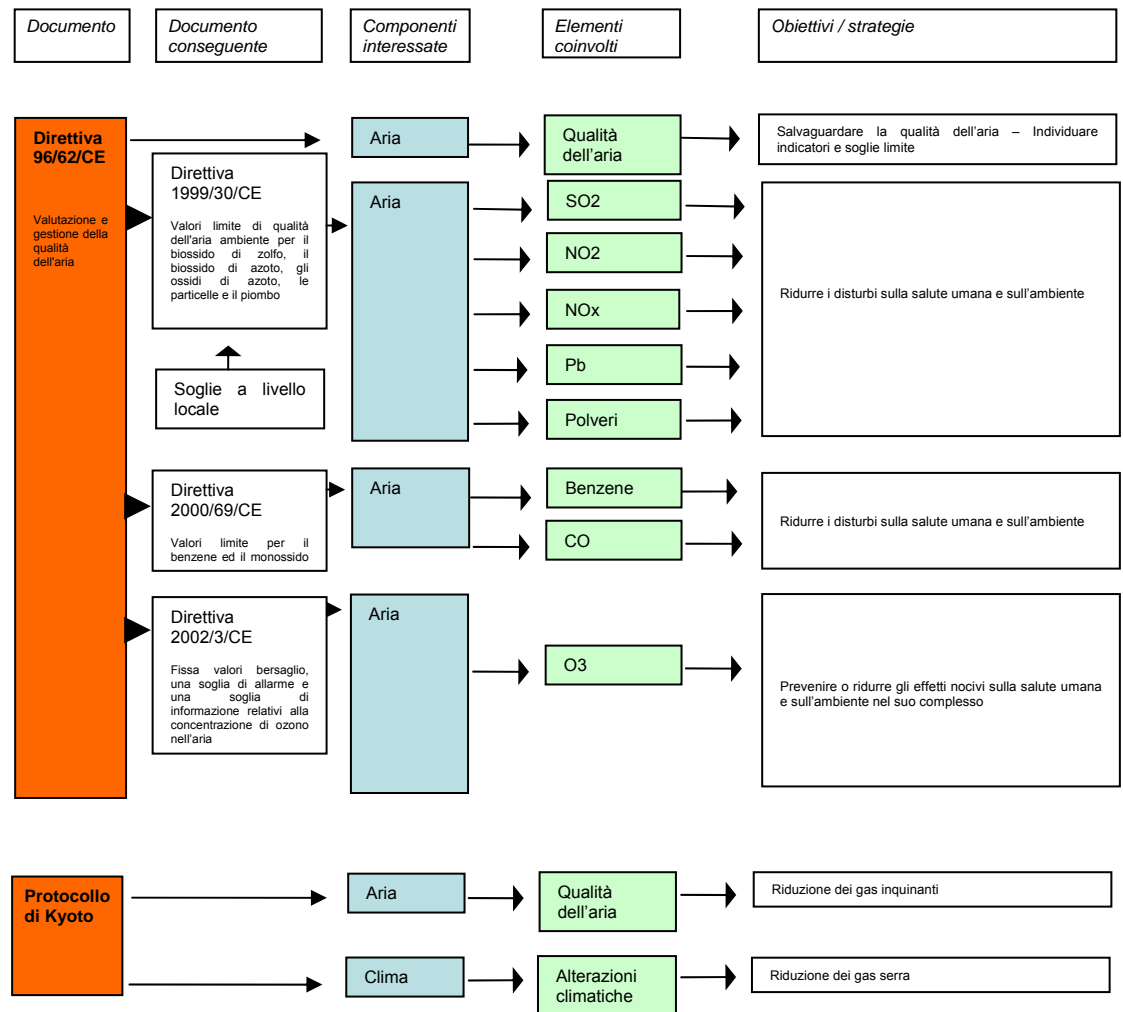 Documento
Documento
conseguente
Componenti
interessate
Elementi
coinvolti
Obiettivi / strategie
Direttiva
96/62/CE
Valutazione e
gestione della
qualità
dell'aria
Aria
Qualità
dell'aria
Salvaguardare la qualità dell'aria – Individuare
indicatori e soglie limite
Direttiva
1999/30/CE
Valori limite di qualità
dell'aria ambiente per il
biossido di zolfo, il
biossido di azoto, gli
ossidi di azoto, le
particelle e il piombo
Soglie a livello
locale
Aria
SO2
NO2
NOx
Pb
Polveri
Ridurre i disturbi sulla salute umana e sull'ambiente
Direttiva
2000/69/CE
Valori limite per il
benzene ed il monossido
Aria
Benzene
CO
Ridurre i disturbi sulla salute umana e sull'ambiente
Direttiva
2002/3/CE
Fissa valori bersaglio,
una soglia di allarme e
una soglia di
informazione relativi alla
concentrazione di ozono
nell'aria
Aria
O3
Prevenire o ridurre gli effetti nocivi sulla salute umana
e sull'ambiente nel suo complesso
Protocollo
di Kyoto
Aria
Qualità
dell'aria
Riduzione dei gas inquinanti
Clima
Alterazioni
climatiche
Riduzione dei gas serra